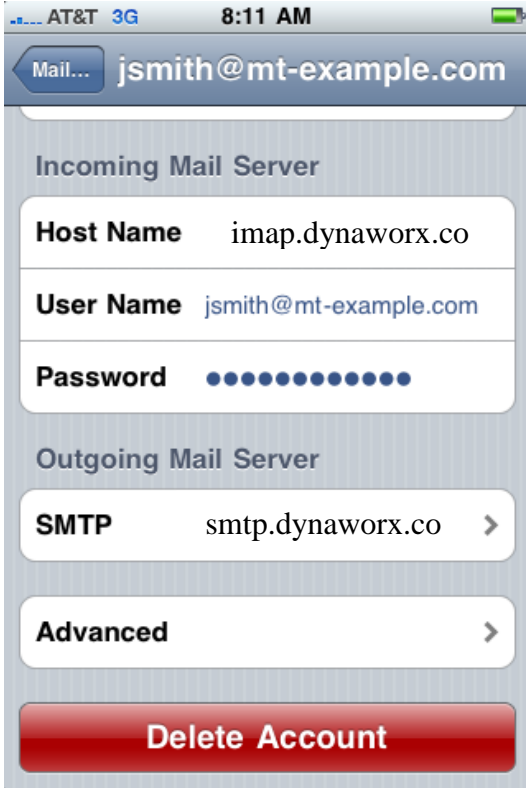 AT&T 3G 8:11 AM
Mail... jsmith@mt-example.com
Incoming Mail Server
Host Name imap.dynaworx.co
User Name jsmith@mt-example.com
Password ●●●●●●●●●●●●
Outgoing Mail Server
SMTP smtp.dynaworx.co
Advanced
Delete Account